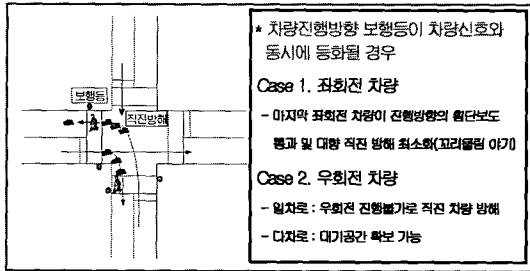 보행등
직진방해
* 차량진행방향 보행등이 차량신호와
동시에 등화될 경우
Case 1. 좌회전 차량
- 마지막 좌회전 차량이 진행방향의 횡단보도
통과 및 대향 직진 방해 최소화(꼬리물림 야기)
Case 2. 우회전 차량
- 일차로 : 우회전 진행불가로 직진 차량 방해
- 다차로 : 대기공간 확보 가능